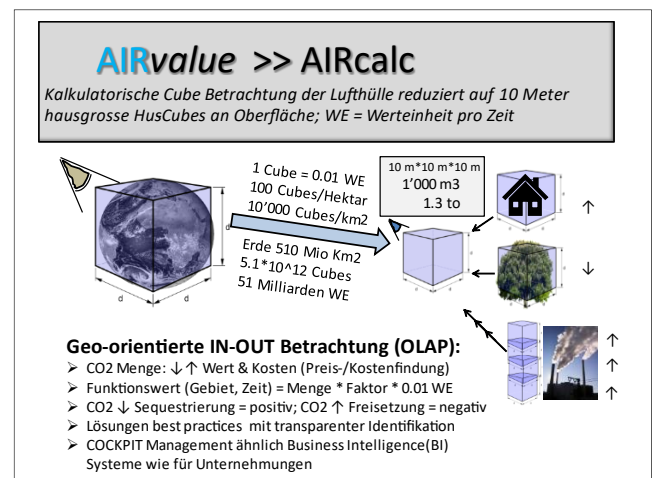 AIRvalue >> AIRcalc
Kalkulatorische Cube Betrachtung der Lufthülle reduziert auf 10 Meter
hausgrosse HusCubes an Oberfläche; WE = Werteinheit pro Zeit
1 Cube = 0.01 WE
100 Cubes/Hektar
10'000 Cubes/km2
Erde 510 Mio Km2
5.1*10^12 Cubes
51 Milliarden WE
10 m*10 m*10 m
1'000 m3
1.3 to
d
d
d
Geo-orientierte IN-OUT Betrachtung (OLAP):
➢ CO2 Menge: ↓↑ Wert & Kosten (Preis-/Kostenfindung)
➢ Funktionswert (Gebiet, Zeit) = Menge * Faktor * 0.01 WE
➢ CO2 ↓ Sequestrierung = positiv; CO2 ↑ Freisetzung = negativ
➢ Lösungen best practices mit transparenter Identifikation
➢ COCKPIT Management ähnlich Business Intelligence(BI)
Systeme wie für Unternehmungen